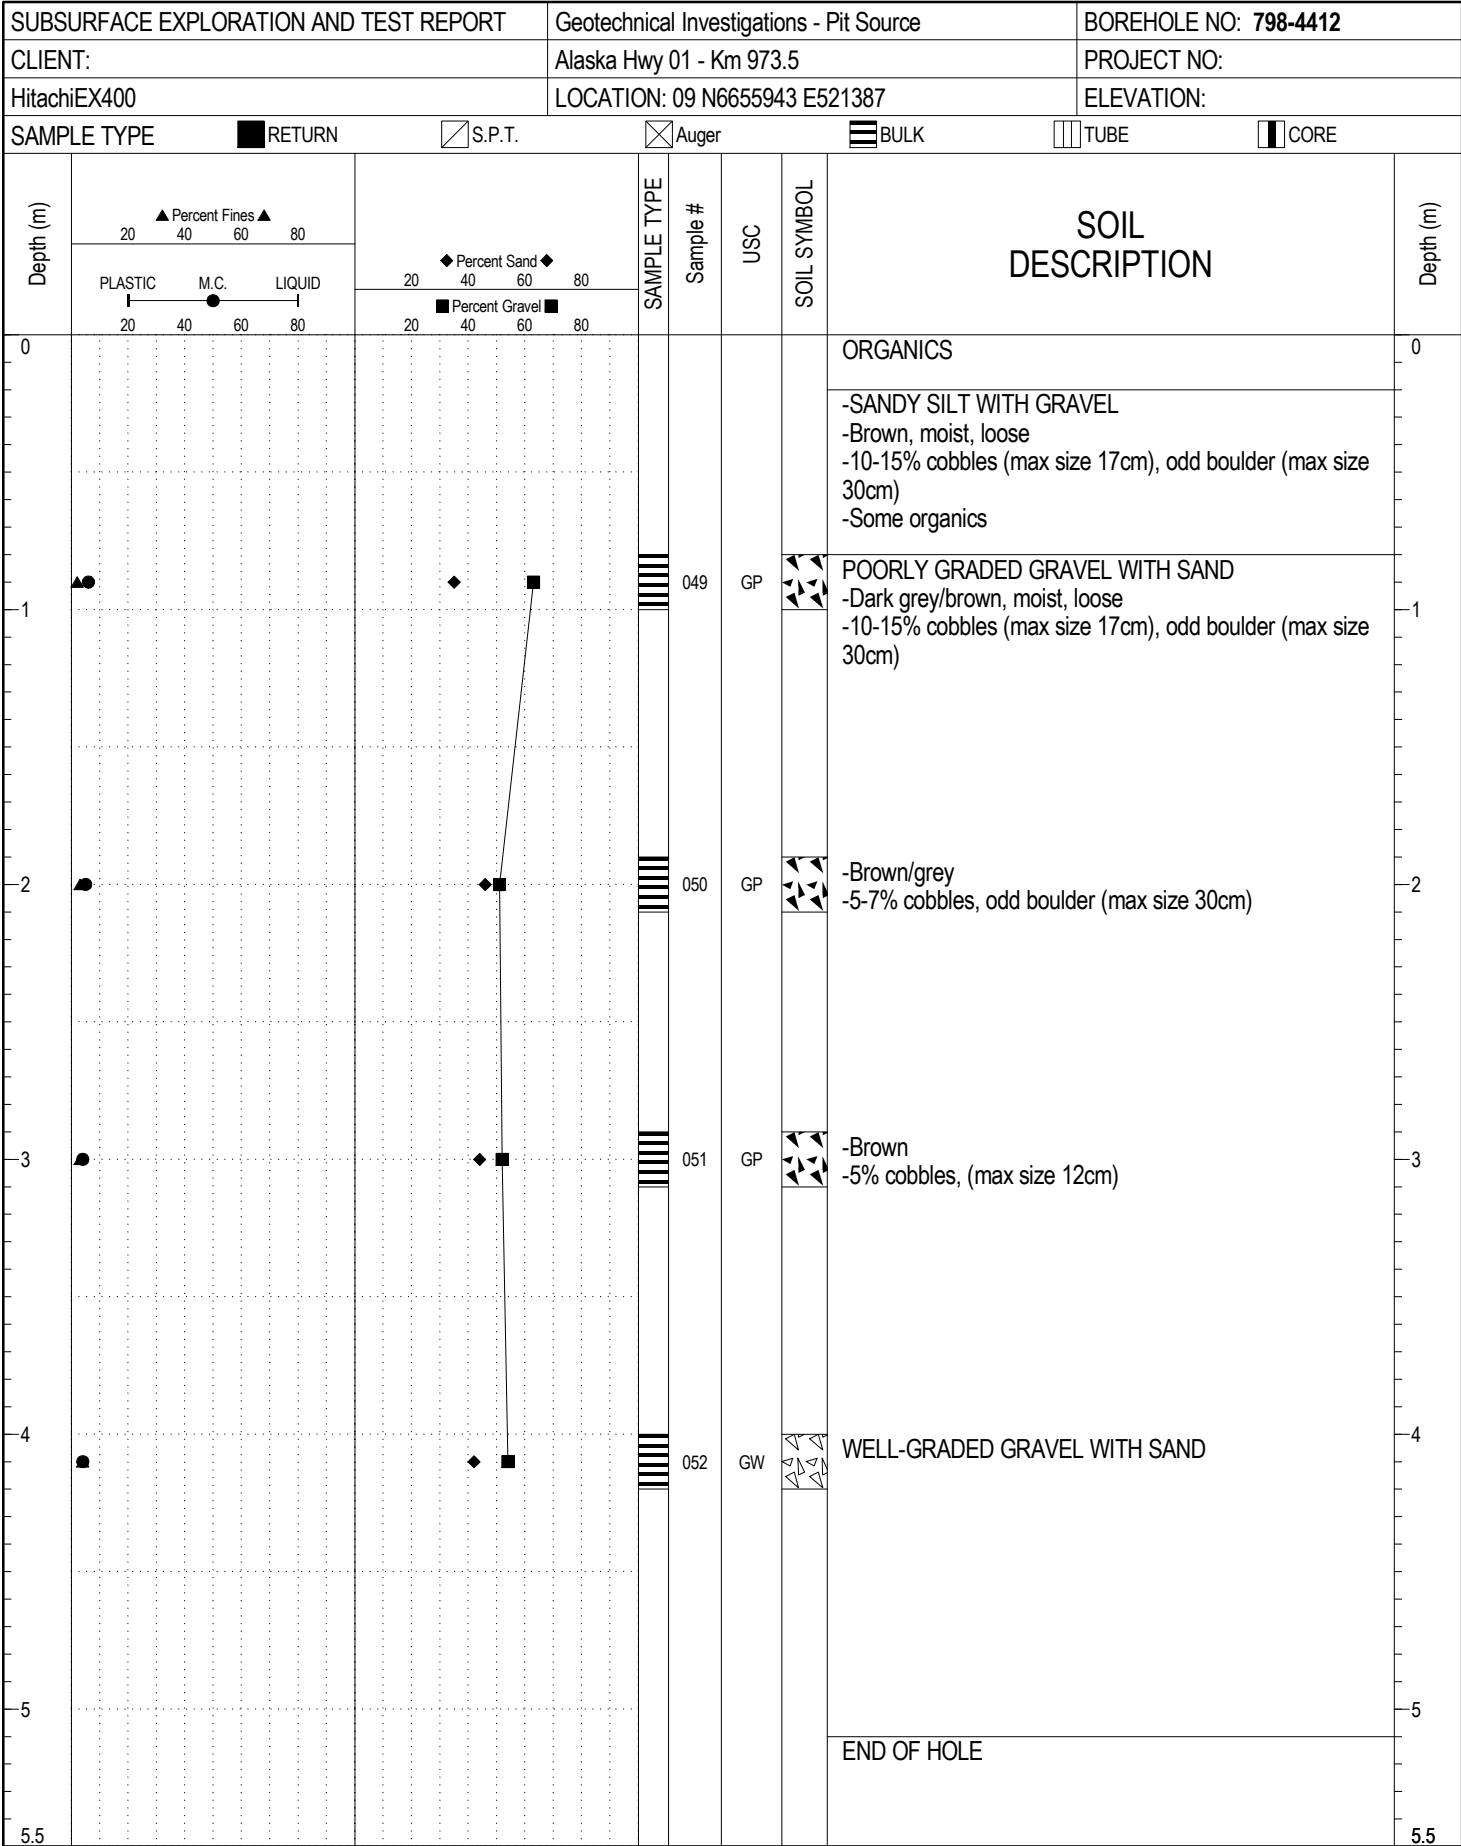 SUBSURFACE EXPLORATION AND TEST REPORT
Geotechnical Investigations - Pit Source
BOREHOLE NO: 798-4412
CLIENT:
Alaska Hwy 01 - Km 973.5
PROJECT NO:
HitachiEX400
LOCATION: 09 N6655943 E521387
ELEVATION:
SAMPLE TYPE
RETURN
S.P.T.
Auger
BULK
TUBE
CORE
Depth (m)
Percent Fines
20 40 60 80
PLASTIC M.C. LIQUID
20 40 60 80
Percent Sand
20 40 60 80
Percent Gravel
20 40 60 80
SAMPLE TYPE
Sample #
USC
SOIL SYMBOL
SOIL
DESCRIPTION
Depth (m)
0
ORGANICS
0
-SANDY SILT WITH GRAVEL
-Brown, moist, loose
-10-15% cobbles (max size 17cm), odd boulder (max size
30cm)
-Some organics
049 GP
POORLY GRADED GRAVEL WITH SAND
-Dark grey/brown, moist, loose
1
1
-10-15% cobbles (max size 17cm), odd boulder (max size
30cm)
2
050 GP
-Brown/grey
-5-7% cobbles, odd boulder (max size 30cm)
2
3
051 GP
-Brown
-5% cobbles, (max size 12cm)
3
4
052 GW
WELL-GRADED GRAVEL WITH SAND
4
5
5
END OF HOLE
5.5
5.5